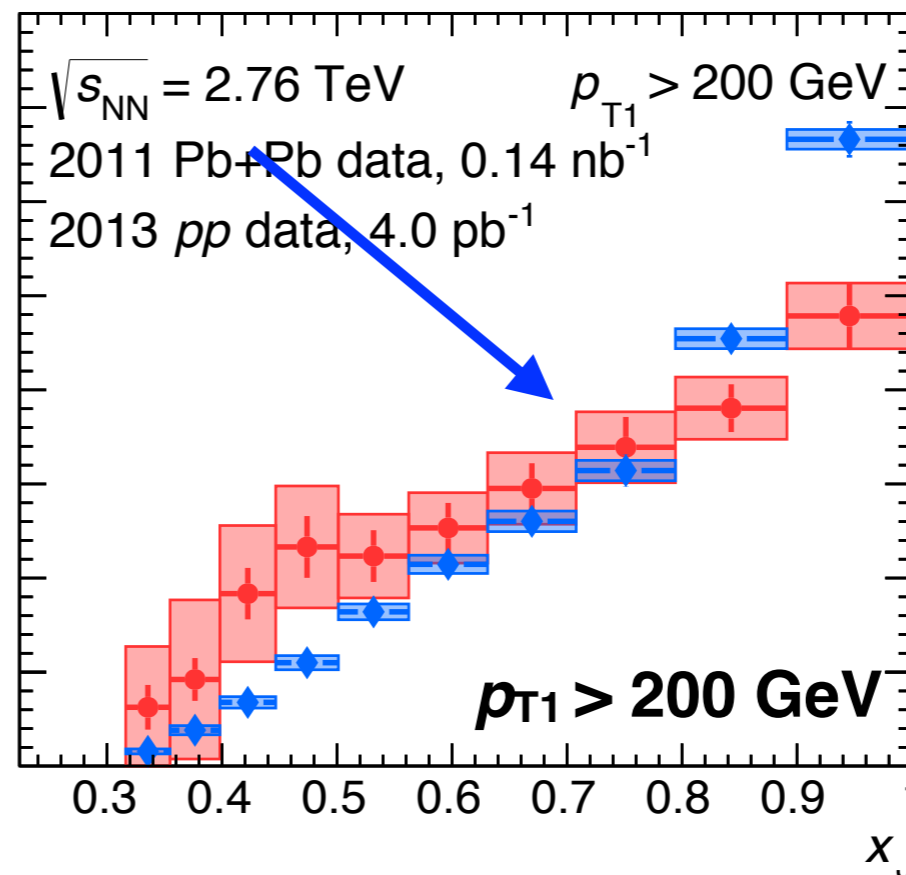 √sNN = 2.76 TeV
pT1 > 200 GeV
2011 Pb+Pb data, 0.14 nb-1
2013 pp data, 4.0 pb-1
pT1 > 200 GeV
0.3 0.4 0.5 0.6 0.7 0.8 0.9
x